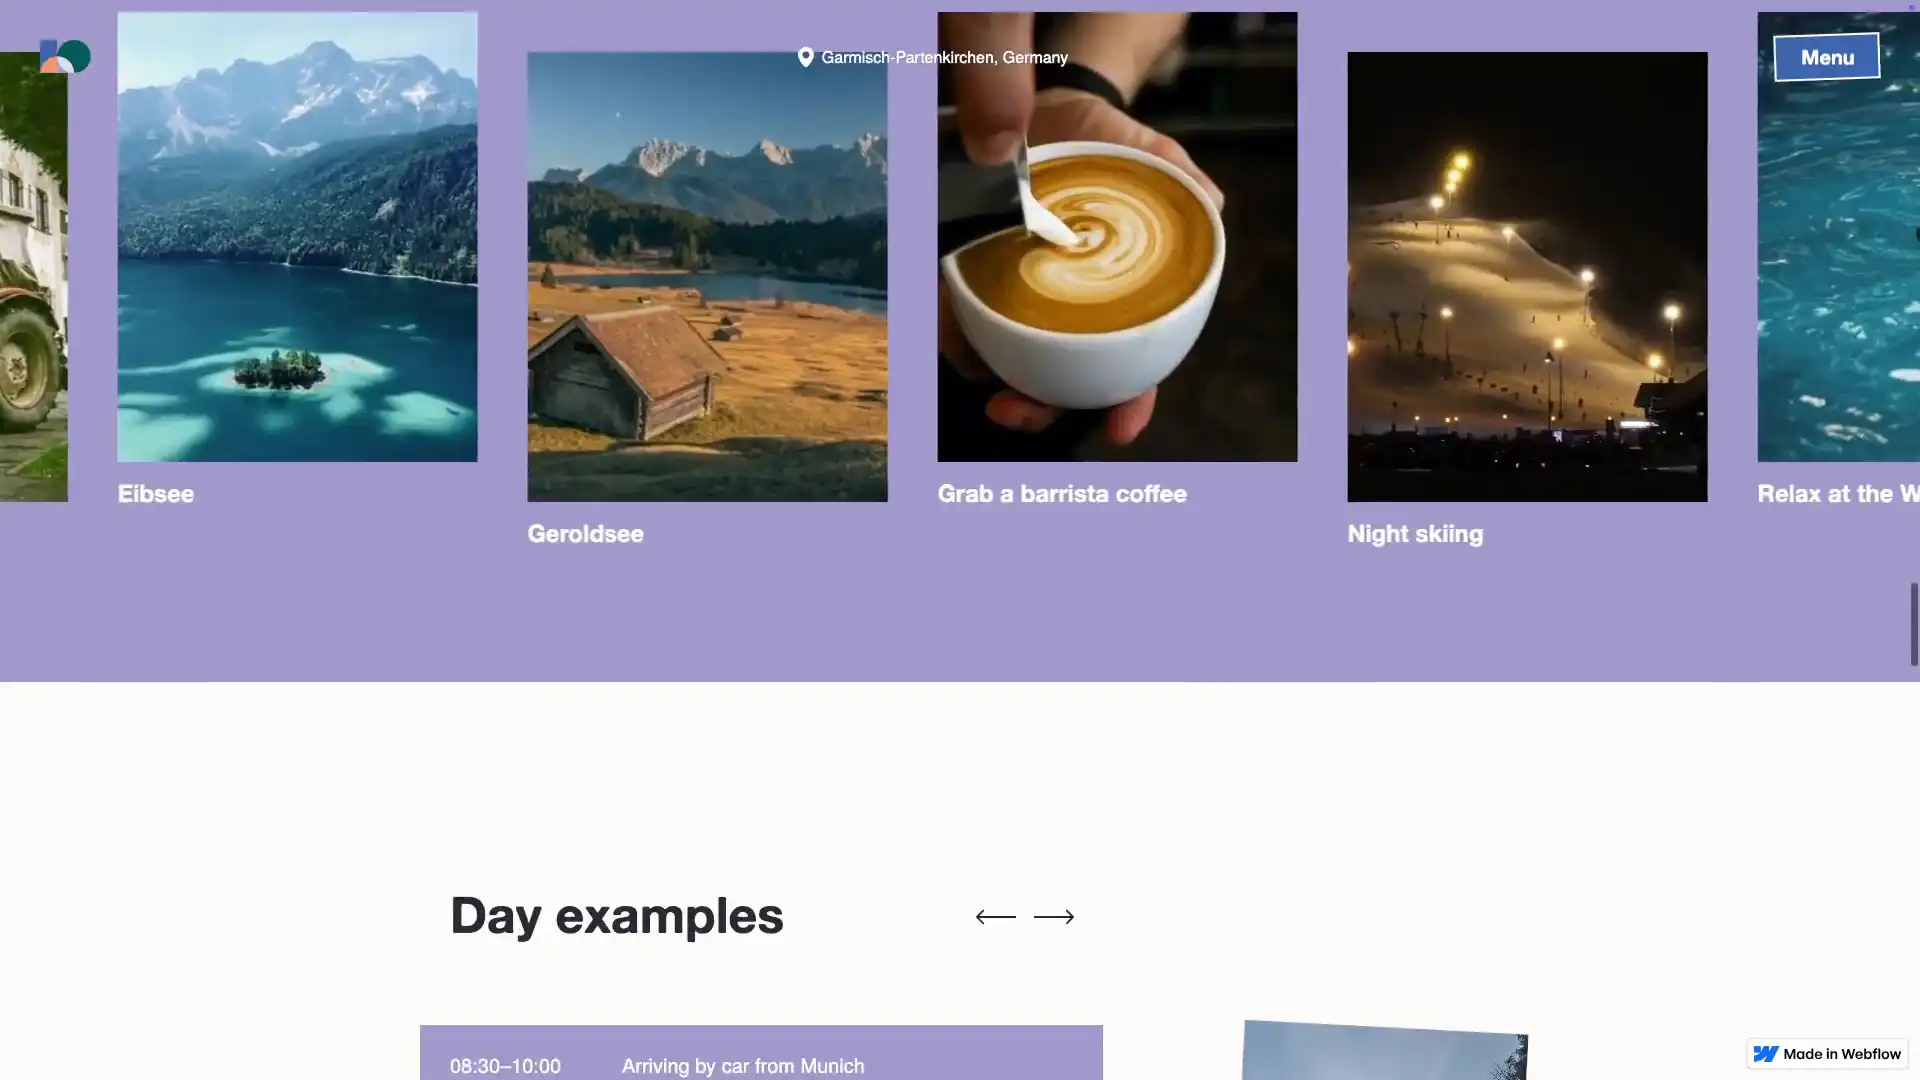 Garmisch-Partenkirchen, Germany
Menu
Eibsee
Geroldsee
Grab a barrista coffee
Night skiing
Relax at the W
Day examples
08:30–10:00
Arriving by car from Munich
Made in Webflow